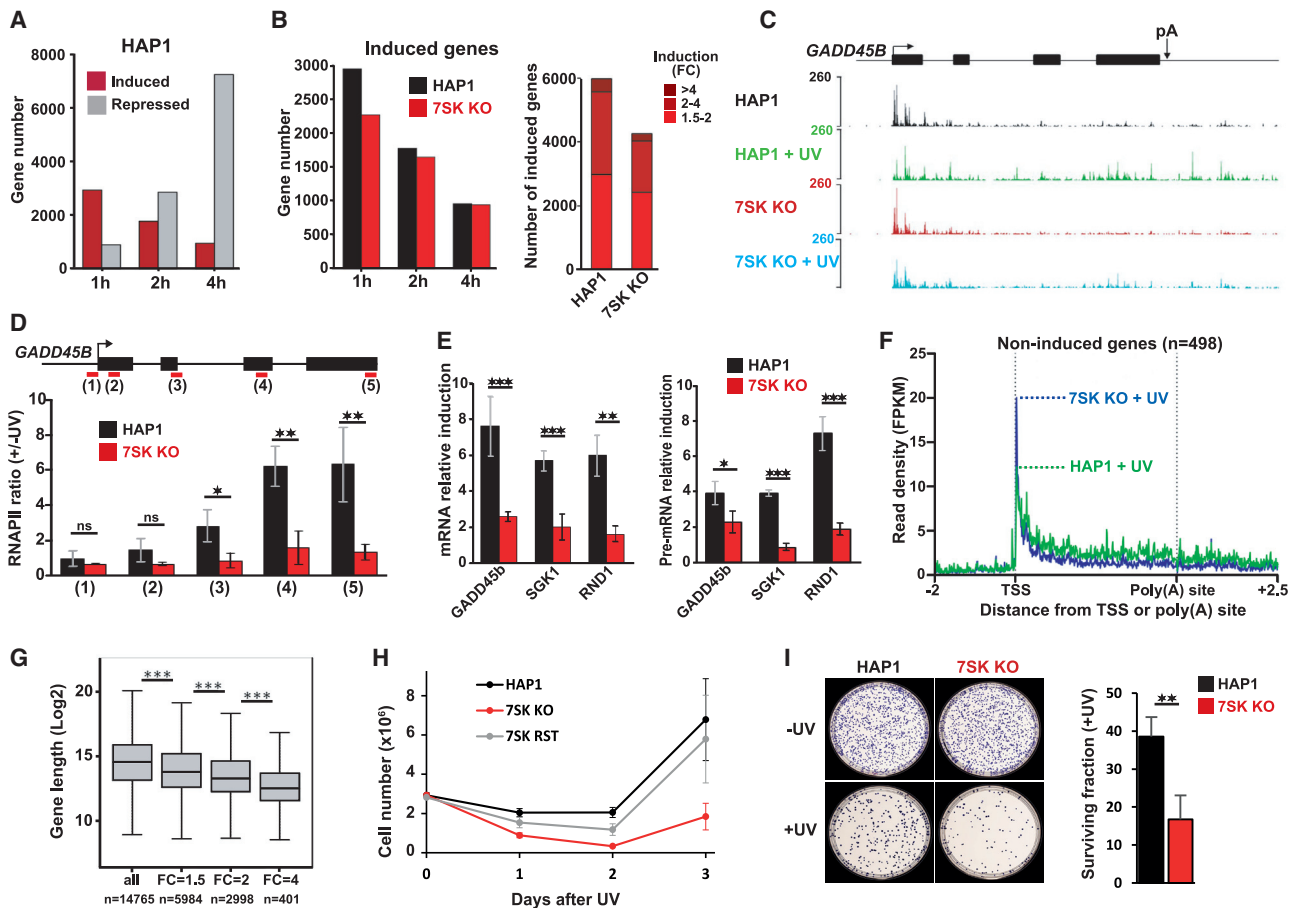 A
HAP1
Gene number
8000
6000
4000
2000
0
Induced
Repressed
1h 2h 4h
B
Induced genes
Gene number
3000
2500
2000
1500
1000
500
0
HAP1
7SK KO
1h 2h 4h
Number of induced genes
6000
4000
2000
0
HAP1
7SK KO
Induction (FC)
>4
2-4
1.5-2
C
GADD45B
pA
260
HAP1
260
HAP1 + UV
260
7SK KO
260
7SK KO + UV
D
GADD45B
(1) (2) (3) (4) (5)
RNAPII ratio (+/-UV)
10
8
6
4
2
0
HAP1
7SK KO
ns ns * ** **
(1) (2) (3) (4) (5)
E
HAP1
7SK KO
mRNA relative induction
10
8
6
4
2
0
*** *** **
GADD45b
SGK1
RND1
Pre-mRNA relative induction
10
8
6
4
2
0
* *** ***
GADD45b
SGK1
RND1
F
Non-induced genes (n=498)
Read density (FPKM)
25
20
15
10
5
0
7SK KO + UV
HAP1 + UV
-2 TSS Poly(A) site +2.5
Distance from TSS or poly(A) site
G
Gene length (Log2)
20
15
10
*** *** ***
all FC=1.5 FC=2 FC=4
n=14765 n=5984 n=2998 n=401
H
Cell number (x10⁶)
8
6
4
2
0
HAP1
7SK KO
7SK RST
0 1 2 3
Days after UV
I
HAP1 7SK KO
-UV
+UV
Surviving fraction (+UV)
50
40
30
20
10
0
**
HAP1
7SK KO